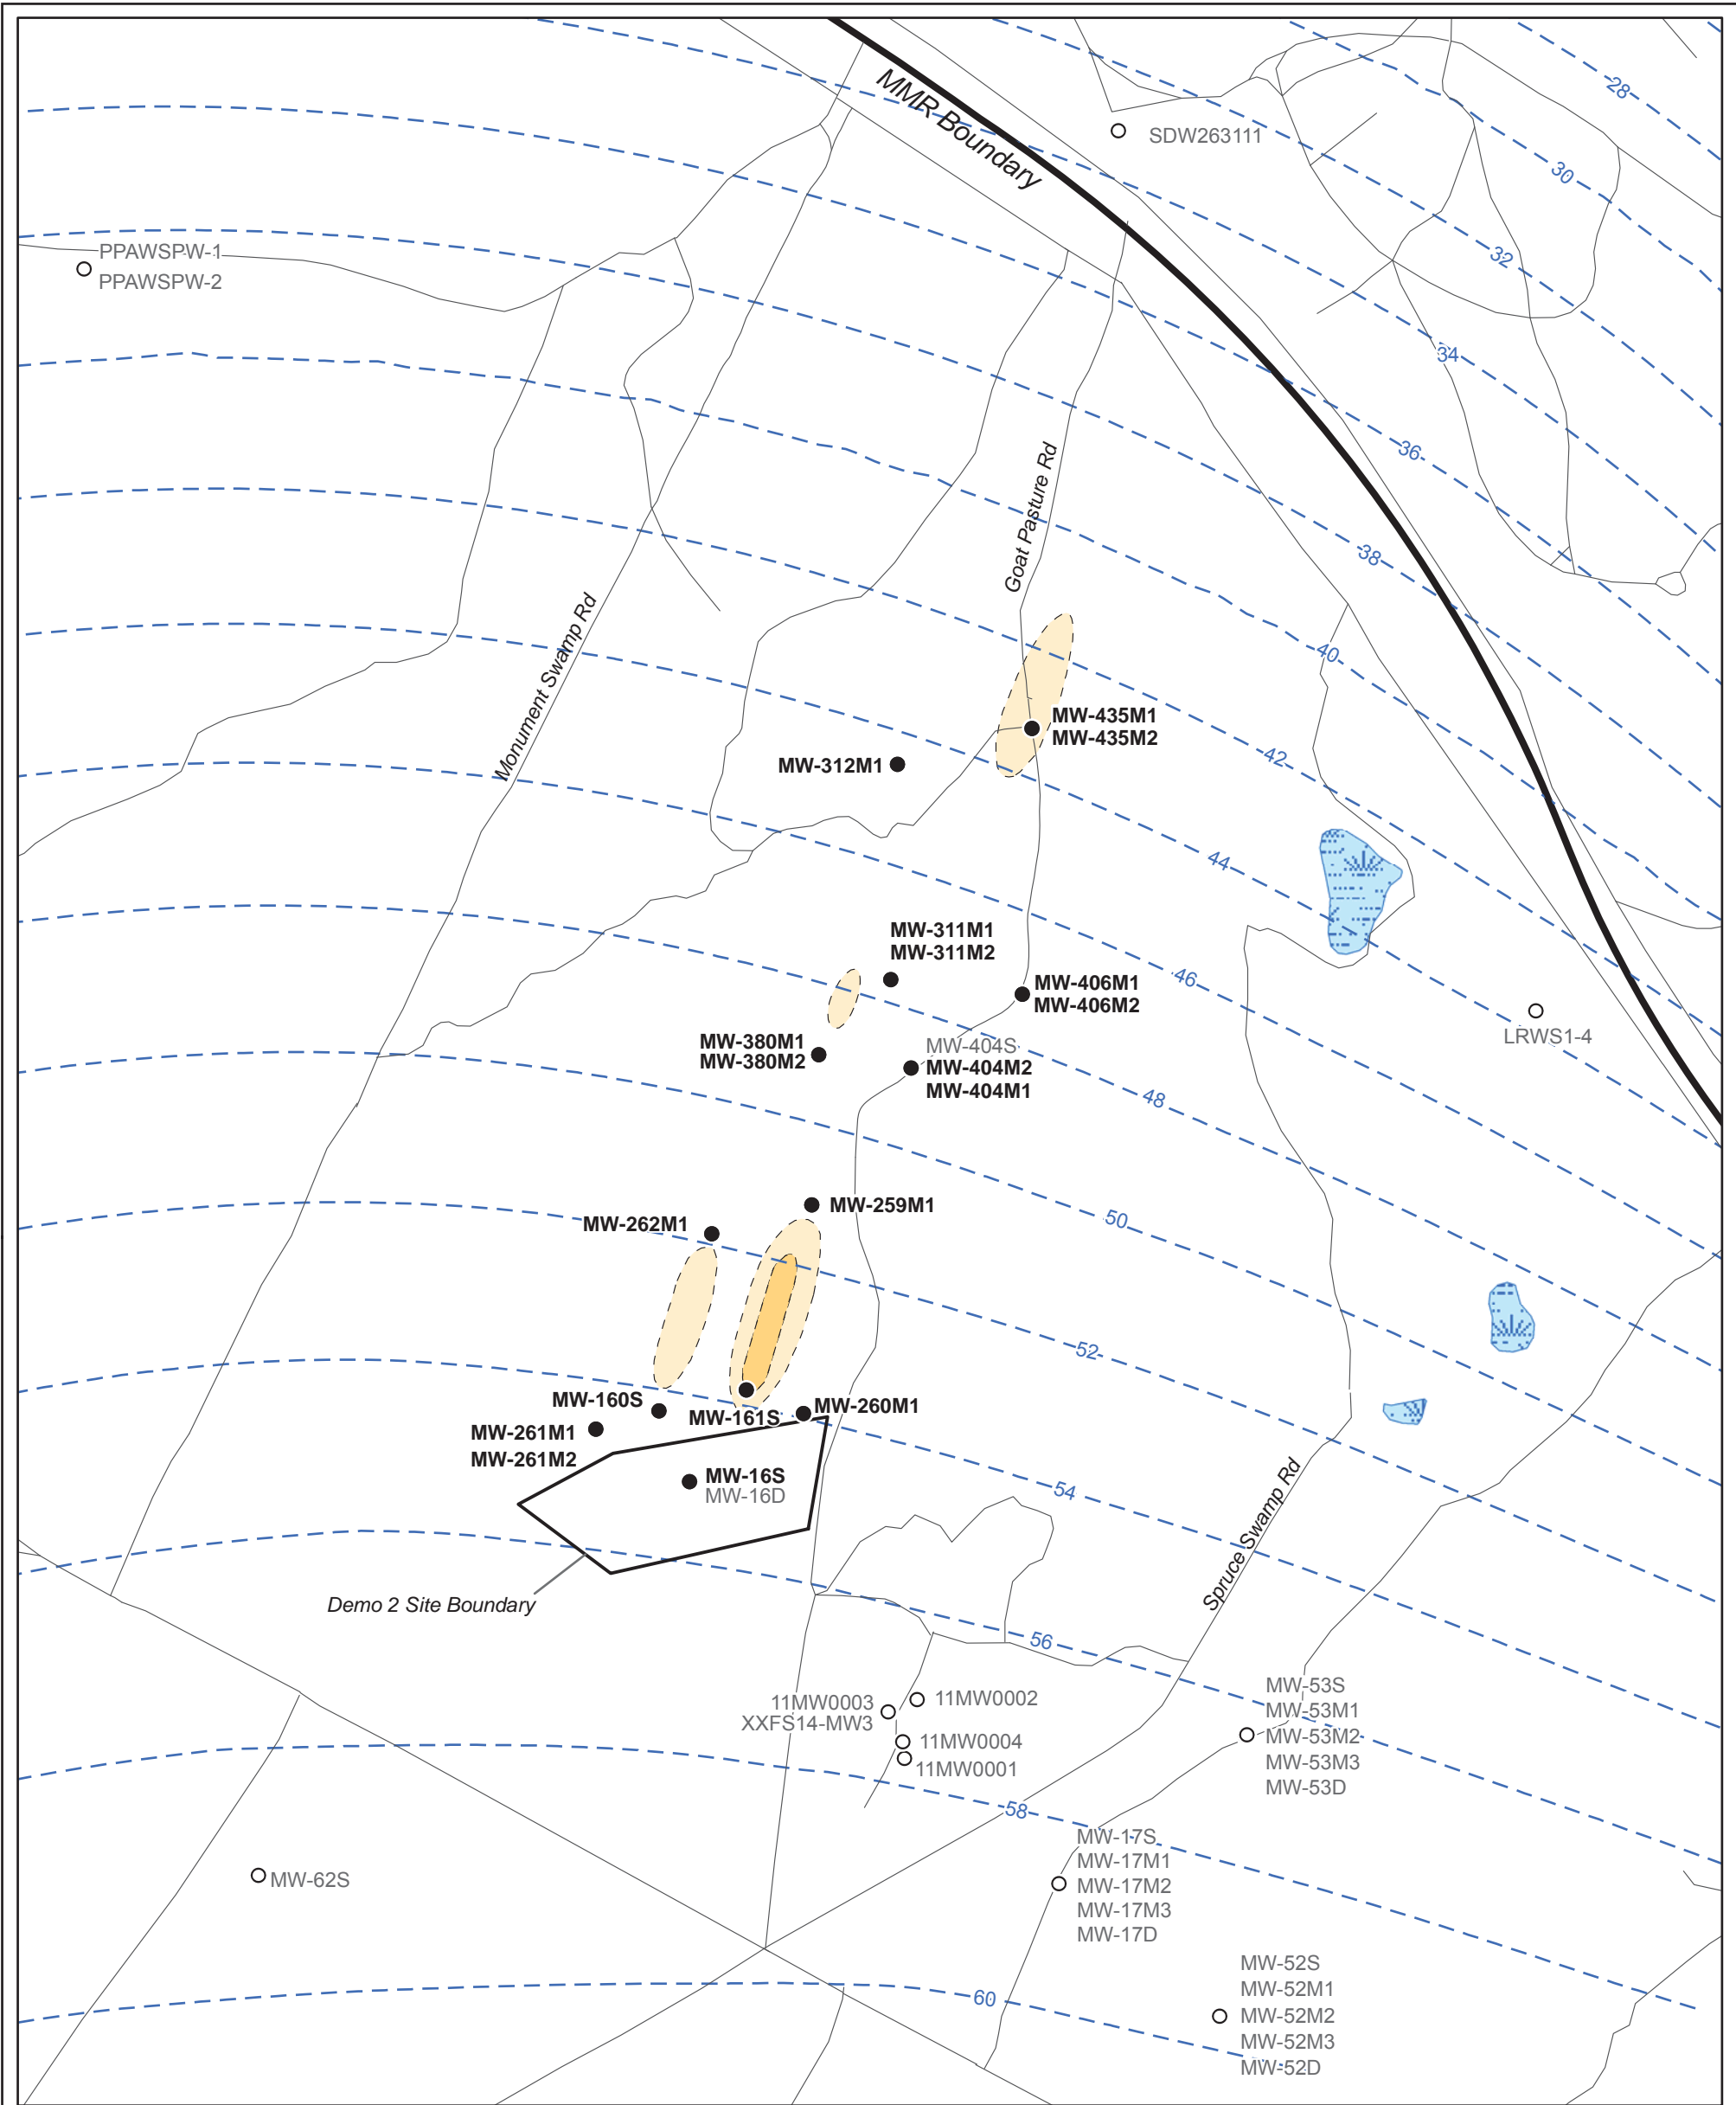 28
MMR Boundary
SDW263111
30
PPAWSPW-1
PPAWSPW-2
32
34
36
Goat Pasture Rd
38
Monument Swamp Rd
40
MW-435M1
MW-435M2
42
MW-312M1
44
MW-311M1
MW-311M2
46
MW-406M1
MW-406M2
LRWS1-4
MW-380M1
MW-380M2
MW-404S
MW-404M2
MW-404M1
48
MW-259M1
50
MW-262M1
52
MW-160S
MW-161S
MW-260M1
MW-261M1
MW-261M2
MW-16S
MW-16D
54
Spruce Swamp Rd
Demo 2 Site Boundary
56
11MW0003
XXFS14-MW3
11MW0002
11MW0004
11MW0001
MW-53S
MW-53M1
MW-53M2
MW-53M3
MW-53D
58
MW-17S
MW-17M1
MW-17M2
MW-17M3
MW-17D
MW-62S
MW-52S
MW-52M1
MW-52M2
MW-52M3
MW-52D
60